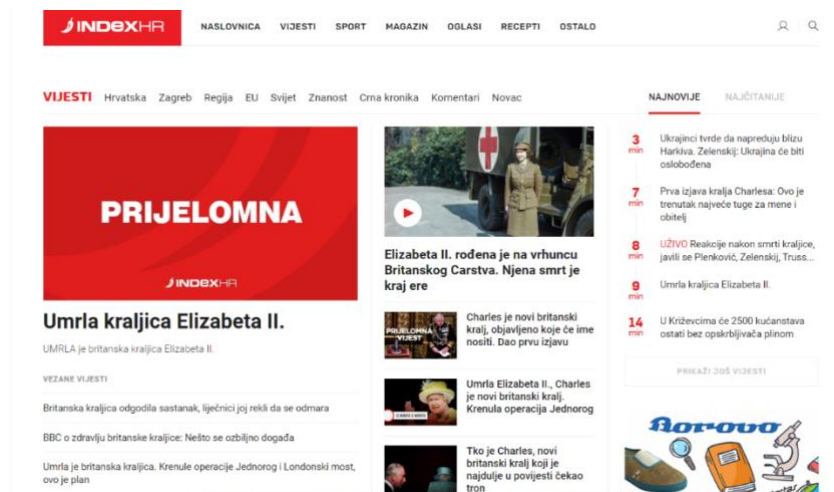 INDEXHR
NASLOVNICA VIJESTI SPORT MAGAZIN OGLASI RECEPTI OSTALO
VIJESTI Hrvatska Zagreb Regija EU Svijet Znanost Crna kronika Komentari Novac
PRIJELOMNA
INDEXHR
Umrla kraljica Elizabeta II.
UMRLA je britanska kraljica Elizabeta II.
VEZANE VIJESTI
Britanska kraljica odgodila sastanak, liječnici joj rekli da se odmara
BBC o zdravlju britanske kraljice: Nešto se ozbiljno događa
Umrla je britanska kraljica. Krenule operacije Jednorog i Londonski most,
ovo je plan
Elizabeta II. rođena je na vrhuncu
Britanskog Carstva. Njena smrt je
kraj ere
PRIJELOMNA
VIJEST
Charles je novi britanski
kralj, objavljeno koje će ime
nositi. Dao prvu izjavu
Umrla Elizabeta II., Charles
je novi britanski kralj.
Krenula operacija Jednorog
Tko je Charles, novi
britanski kralj koji je
najdulje u povijesti čekao
tron
NAJNOVIJE NAJČITANIJE
3 Ukrajinci tvrde da napreduju blizu
min Harkiva. Zelenskij: Ukrajina će biti
oslobođena
7 Prva izjava kralja Charlesa: Ovo je
min trenutak najveće tuge za mene i
obitelj
8 UŽIVO Reakcije nakon smrti kraljice,
min javili se Plenković, Zelenskij, Truss...
9 Umrla kraljica Elizabeta II.
min
14 U Križevcima će 2500 kućanstava
min ostati bez opskrbljivača plinom
PRIKAŽI JOŠ VIJESTI
Borovo